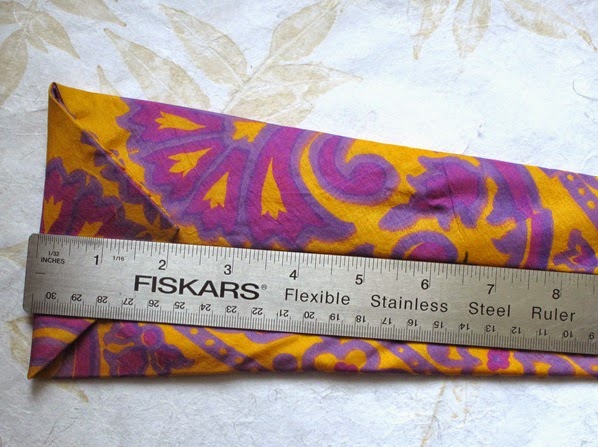 1/32 1 1/16 2 3 4 5 6 7 8
INCHES
FISKARS® Flexible Stainless Steel Ruler
30 29 28 27 26 25 24 23 22 21 20 19 18 17 16 15 14 13 12 11 10 9